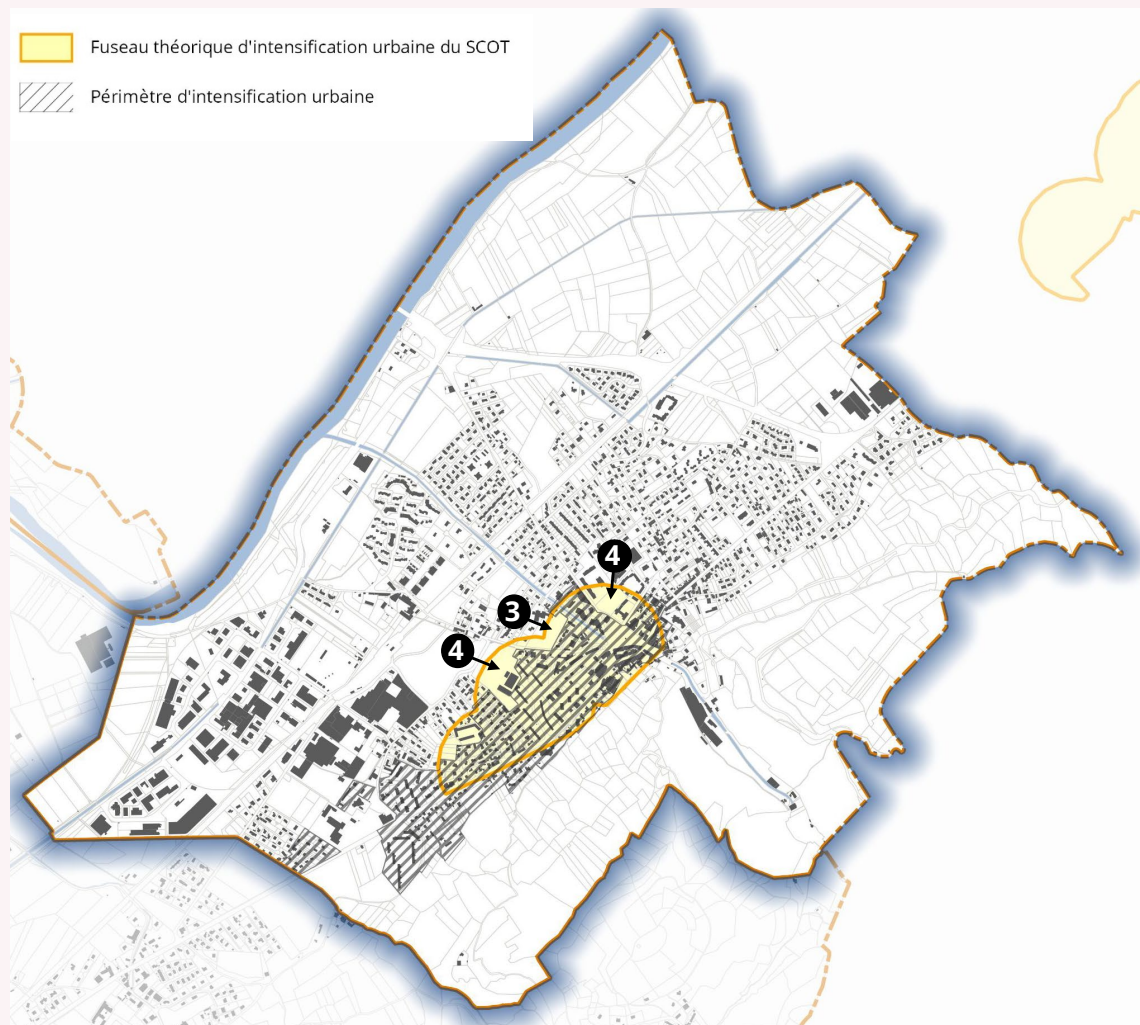 Fuseau théorique d'intensification urbaine du SCOT
Périmètre d'intensification urbaine
4
3
4